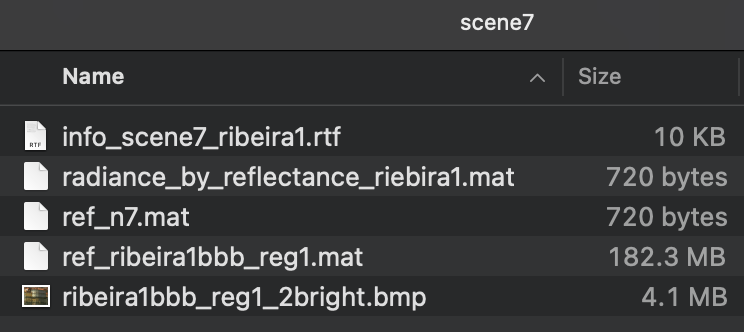 scene7
Name Size
info_scene7_ribeira1.rtf 10 KB
radiance_by_reflectance_riebira1.mat 720 bytes
ref_n7.mat 720 bytes
ref_ribeira1bbb_reg1.mat 182.3 MB
ribeira1bbb_reg1_2bright.bmp 4.1 MB